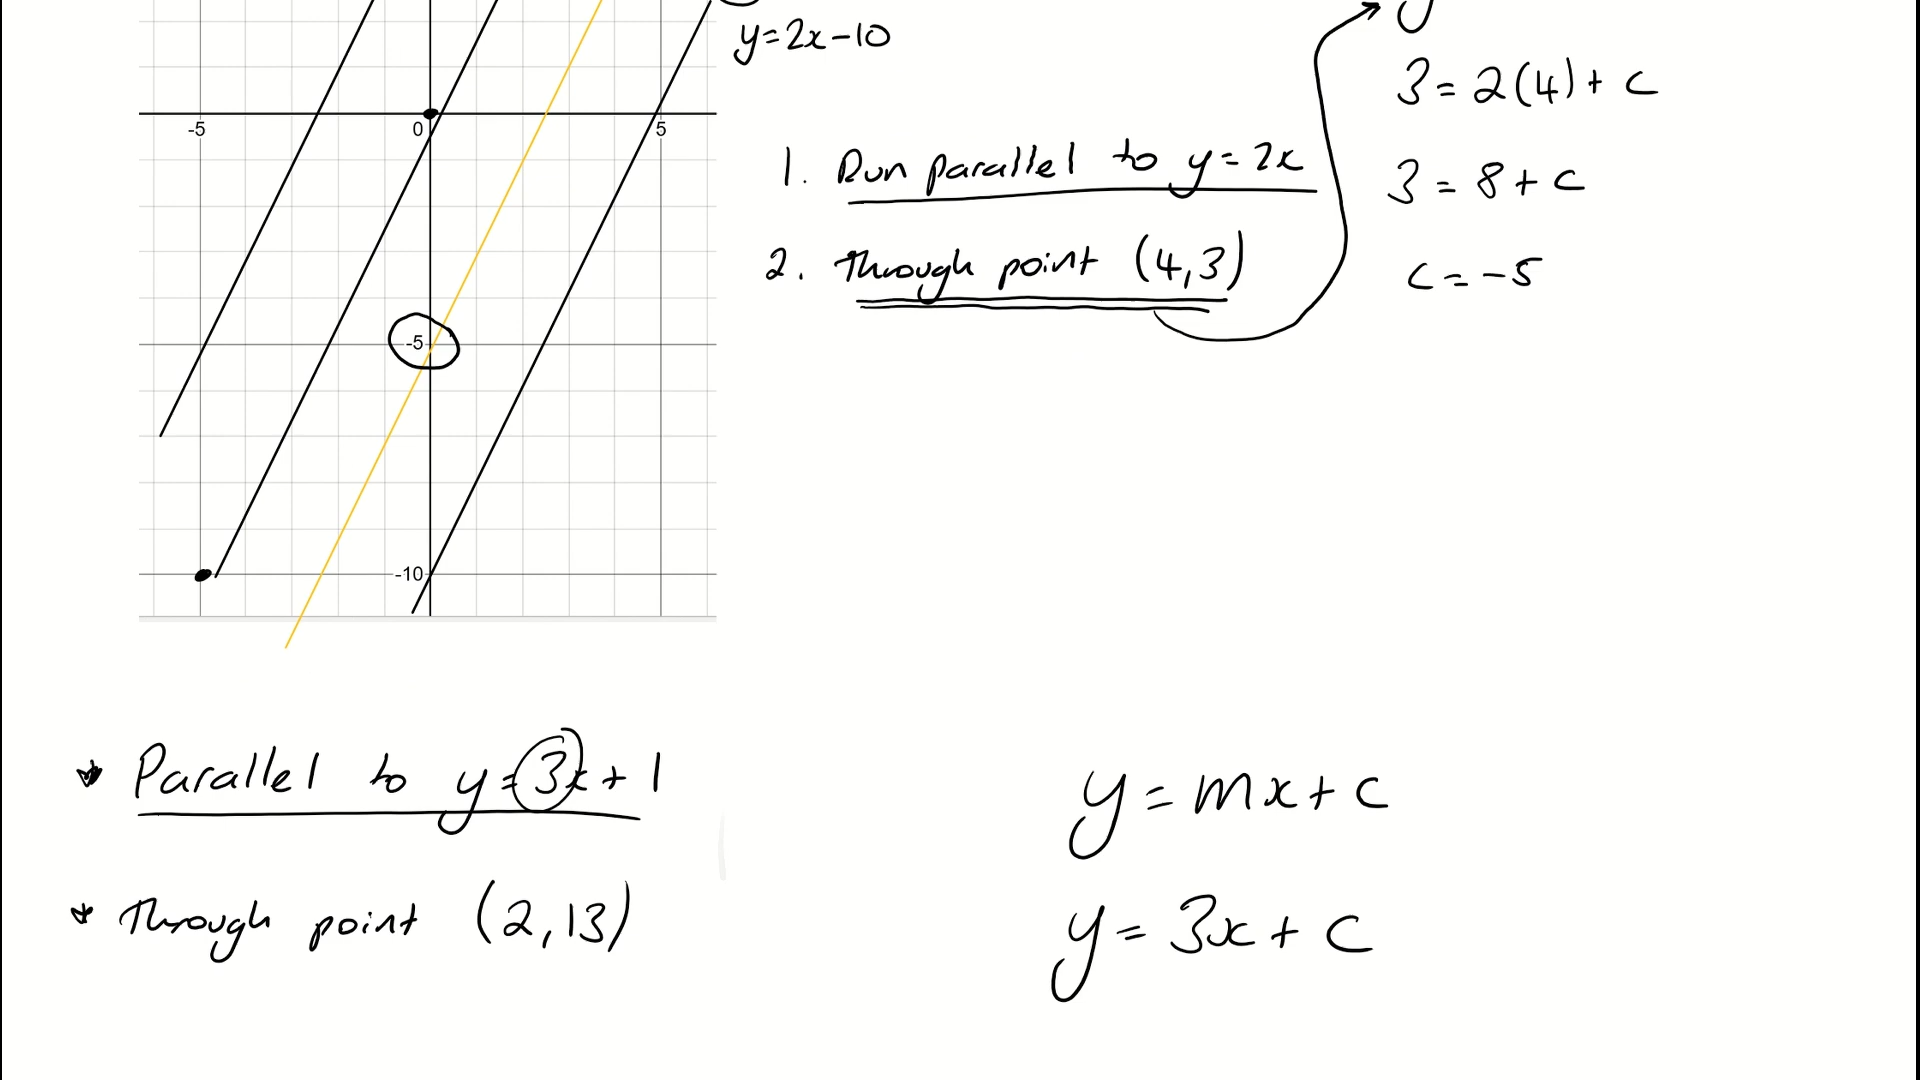 y=2x-10
-5
0
5
-5
-10
1. Run parallel to y=2x
2. Through point (4,3)
3=2(4)+c
3=8+c
c=-5
* Parallel to y=3x+1
* Through point (2,13)
y=mx+c
y=3x+c